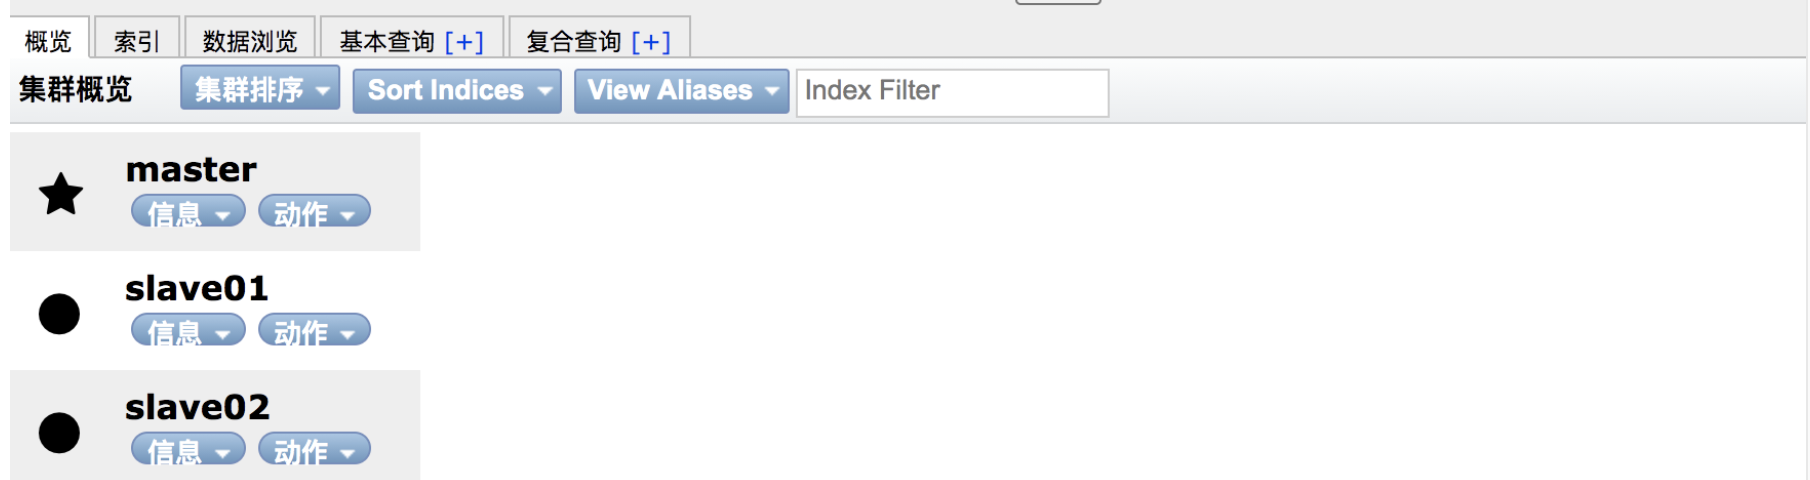 概览 索引 数据浏览 基本查询 [+] 复合查询 [+]
集群概览 集群排序 Sort Indices View Aliases Index Filter
master
信息 动作
slave01
信息 动作
slave02
信息 动作